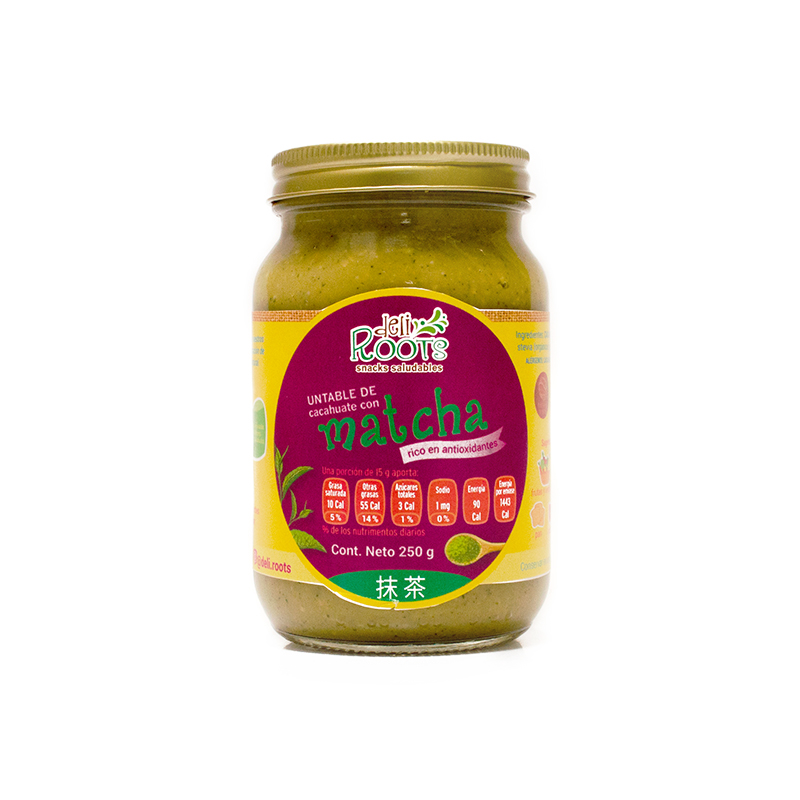 deli
ROOTS
snacks saludables
UNTABLE DE
cacahuate con
matcha
rico en antioxidantes
Una porción de 15 g aporta:
Grasa saturada 10 Cal 5 %
Otras grasas 55 Cal 14 %
Azúcares totales 3 Cal 1 %
Sodio 1 mg 0 %
Energía 90 Cal
Energía por envase 1443 Cal
% de los nutrimentos diarios
Cont. Neto 250 g
抹茶
@deli.roots